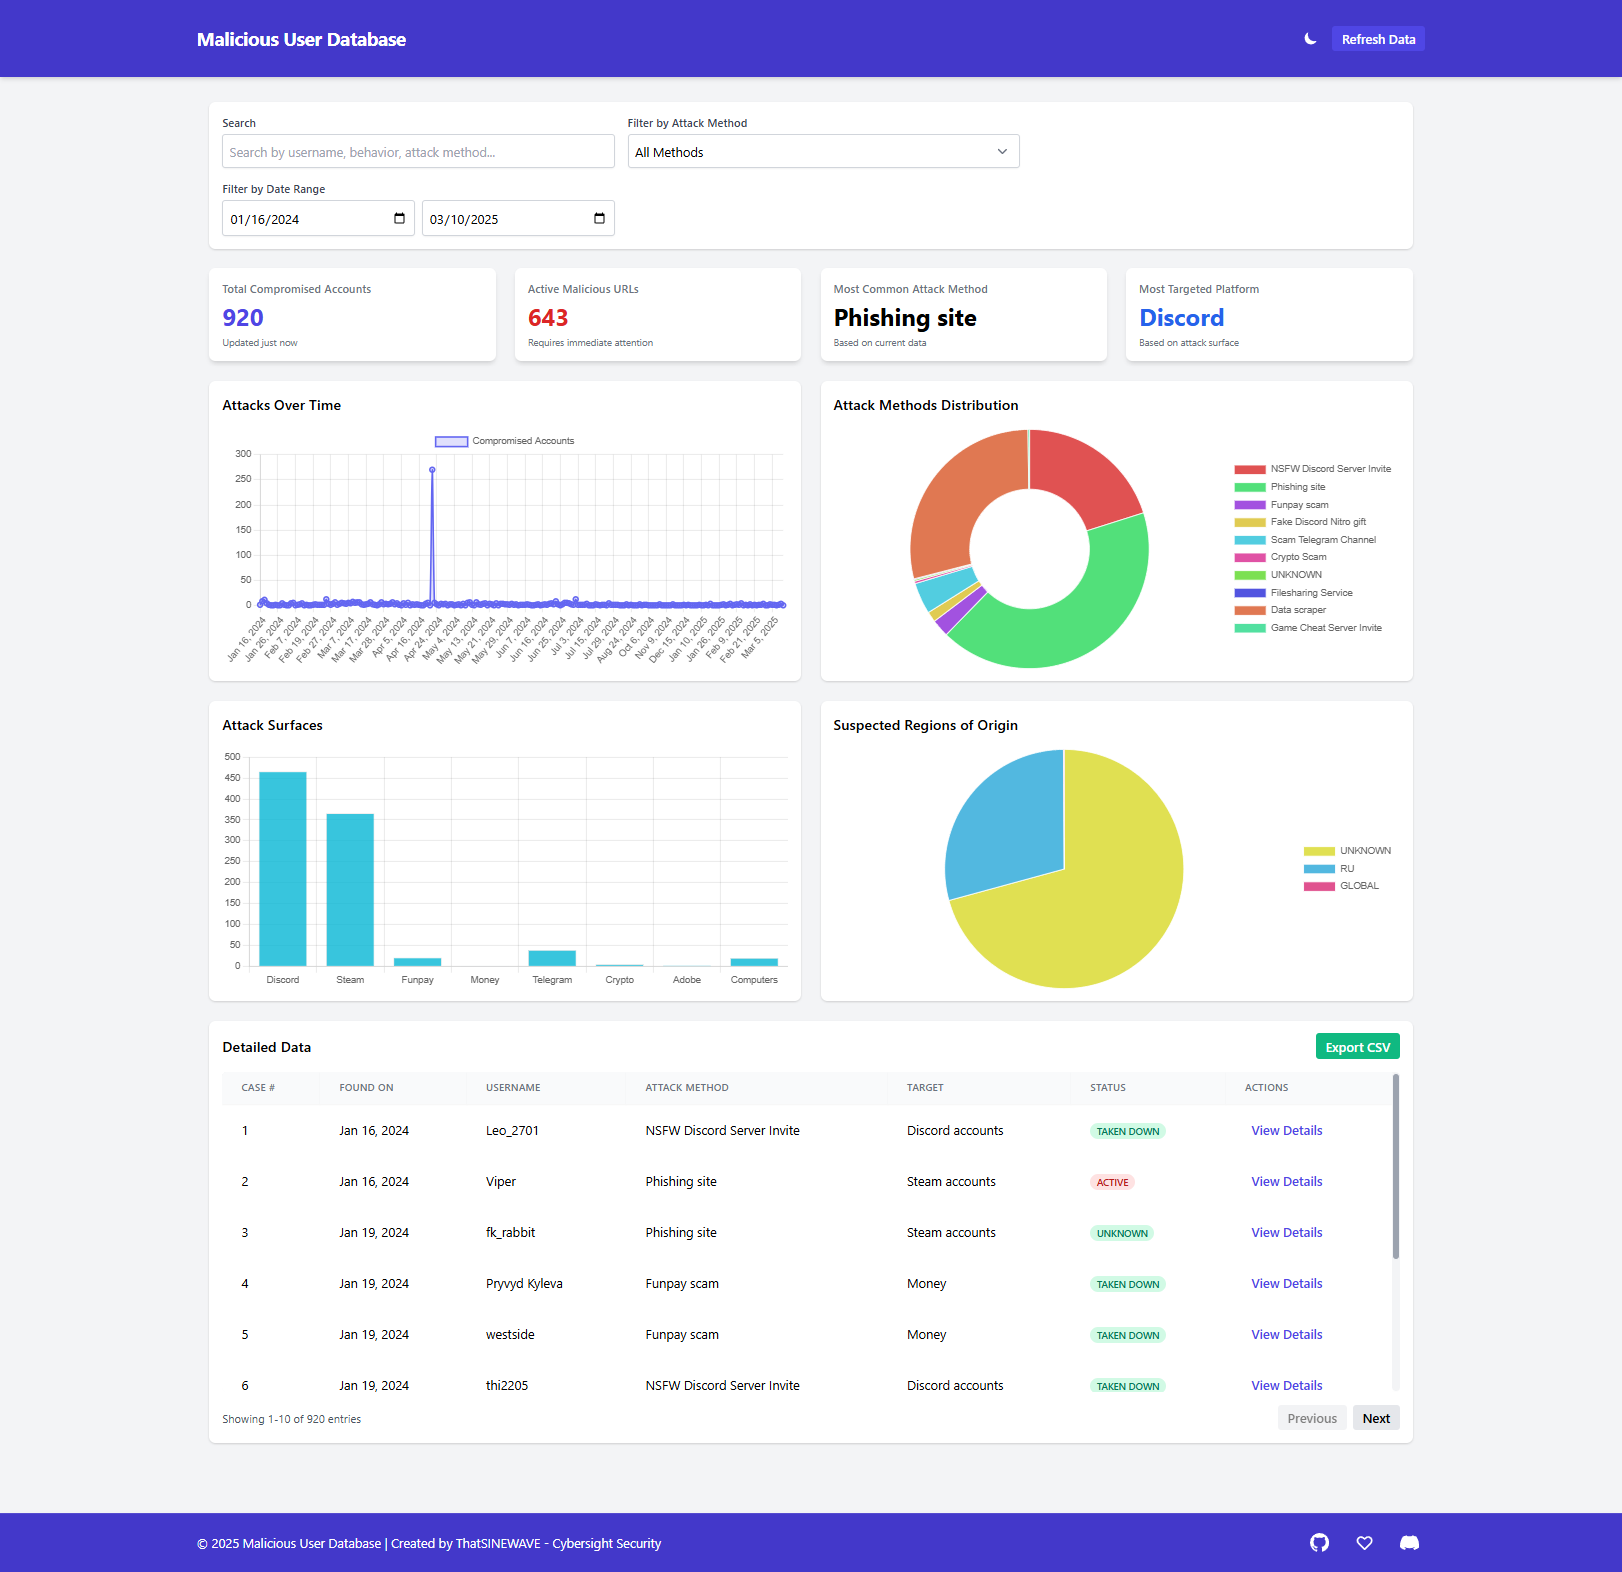 Malicious User Database
Refresh Data
Search
Filter by Attack Method
Search by username, behavior, attack method...
All Methods
Filter by Date Range
01/16/2024
03/10/2025
Total Compromised Accounts
920
Updated just now
Active Malicious URLs
643
Requires immediate attention
Most Common Attack Method
Phishing site
Based on current data
Most Targeted Platform
Discord
Based on attack surface
Attacks Over Time
Compromised Accounts
300
250
200
150
100
50
0
Jan 16, 2024
Jan 26, 2024
Feb 7, 2024
Feb 19, 2024
Feb 27, 2024
Mar 7, 2024
Mar 17, 2024
Mar 28, 2024
Apr 5, 2024
Apr 16, 2024
Apr 24, 2024
May 4, 2024
May 13, 2024
May 21, 2024
May 29, 2024
Jun 7, 2024
Jun 16, 2024
Jun 25, 2024
Jul 3, 2024
Jul 15, 2024
Jul 29, 2024
Aug 24, 2024
Oct 6, 2024
Nov 9, 2024
Dec 15, 2024
Jan 10, 2025
Jan 26, 2025
Feb 9, 2025
Feb 21, 2025
Mar 5, 2025
Attack Methods Distribution
NSFW Discord Server Invite
Phishing site
Funpay scam
Fake Discord Nitro gift
Scam Telegram Channel
Crypto Scam
UNKNOWN
Filesharing Service
Data scraper
Game Cheat Server Invite
Attack Surfaces
500
450
400
350
300
250
200
150
100
50
0
Discord Steam Funpay Money Telegram Crypto Adobe Computers
Suspected Regions of Origin
UNKNOWN
RU
GLOBAL
Detailed Data
Export CSV
CASE # FOUND ON USERNAME ATTACK METHOD TARGET STATUS ACTIONS
1 Jan 16, 2024 Leo_2701 NSFW Discord Server Invite Discord accounts TAKEN DOWN View Details
2 Jan 16, 2024 Viper Phishing site Steam accounts ACTIVE View Details
3 Jan 19, 2024 fk_rabbit Phishing site Steam accounts UNKNOWN View Details
4 Jan 19, 2024 Pryvyd Kyleva Funpay scam Money TAKEN DOWN View Details
5 Jan 19, 2024 westside Funpay scam Money TAKEN DOWN View Details
6 Jan 19, 2024 thi2205 NSFW Discord Server Invite Discord accounts TAKEN DOWN View Details
Showing 1-10 of 920 entries
Previous Next
© 2025 Malicious User Database | Created by ThatSINEWAVE - Cybersight Security